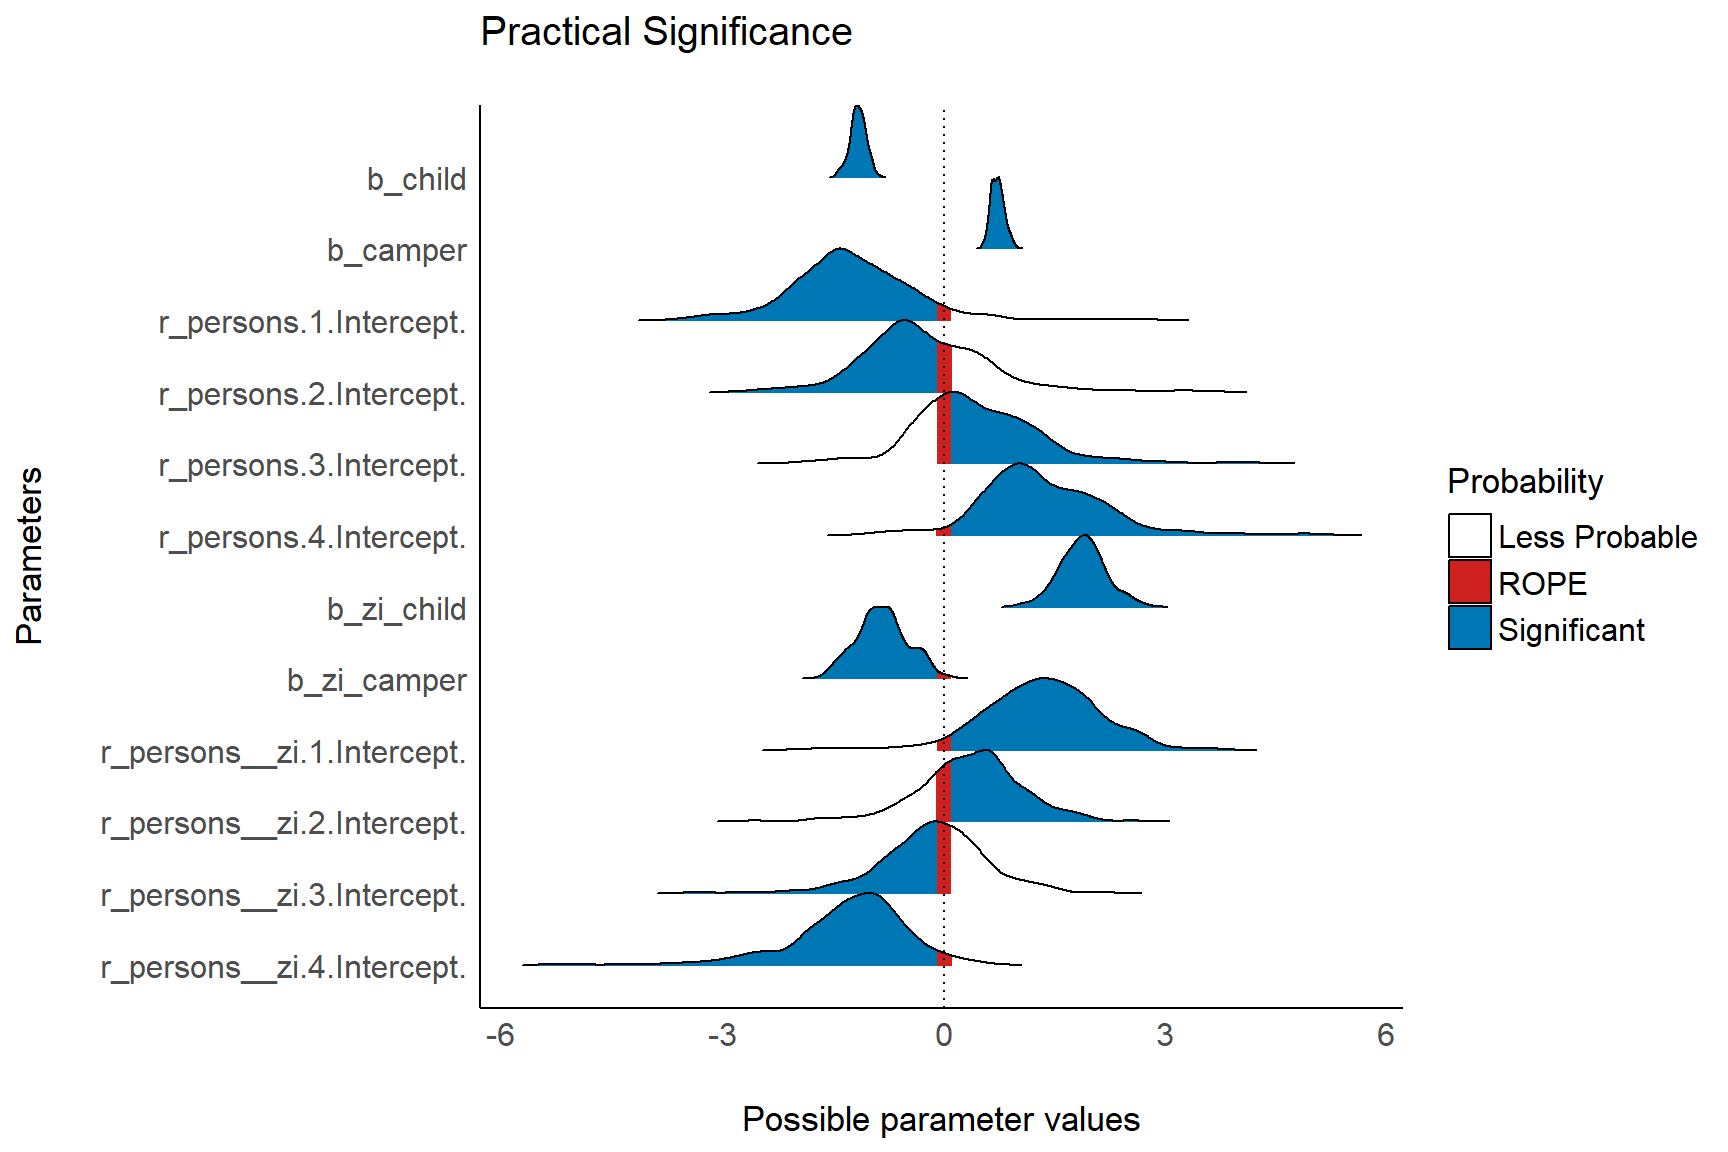 Practical Significance
Parameters
b_child
b_camper
r_persons.1.Intercept.
r_persons.2.Intercept.
r_persons.3.Intercept.
r_persons.4.Intercept.
b_zi_child
b_zi_camper
r_persons__zi.1.Intercept.
r_persons__zi.2.Intercept.
r_persons__zi.3.Intercept.
r_persons__zi.4.Intercept.
-6 -3 0 3 6
Possible parameter values
Probability
Less Probable
ROPE
Significant